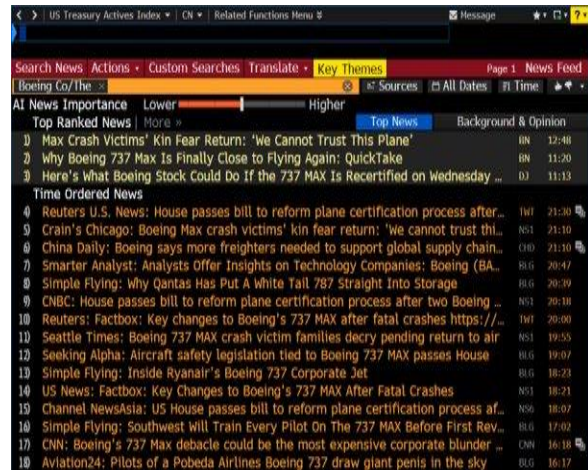 < > US Treasury Actives Index CN Related Functions Menu Message ?
Search News Actions Custom Searches Translate Key Themes Page 1 News Feed
Boeing Co/The × Sources All Dates Time
AI News Importance Lower Higher
Top Ranked News | More » Top News Background & Opinion
1) Max Crash Victims' Kin Fear Return: 'We Cannot Trust This Plane' BN 12:48
2) Why Boeing 737 Max Is Finally Close to Flying Again: QuickTake BN 11:20
3) Here's What Boeing Stock Could Do If the 737 MAX Is Recertified on Wednesday ... DJ 11:13
Time Ordered News
4) Reuters U.S. News: House passes bill to reform plane certification process after... TWT 21:30
5) Crain's Chicago: Boeing Max crash victims' kin fear return: 'We cannot trust thi... NS1 21:10
6) China Daily: Boeing says more freighters needed to support global supply chain... 21:10
7) Smarter Analyst: Analysts Offer Insights on Technology Companies: Boeing (BA... BLG 20:47
8) Simple Flying: Why Qantas Has Put A White Tail 787 Straight Into Storage BLG 20:39
9) CNBC: House passes bill to reform plane certification process after two Boeing ... NS1 20:18
10) Reuters: Factbox: Key changes to Boeing's 737 MAX after fatal crashes https://... TWT 20:00
11) Seattle Times: Boeing 737 MAX crash victim families decry pending return to air NS1 19:55
12) Seeking Alpha: Aircraft safety legislation tied to Boeing 737 MAX passes House BLG 19:07
13) Simple Flying: Inside Ryanair's Boeing 737 Corporate Jet BLG 18:23
14) US News: Factbox: Key Changes to Boeing's 737 MAX After Fatal Crashes NS1 18:21
15) Channel NewsAsia: US House passes bill to reform plane certification process af... NS6 18:07
16) Simple Flying: Southwest Will Train Every Pilot On The 737 MAX Before First Rev... BLG 17:02
17) CNN: Boeing's 737 Max debacle could be the most expensive corporate blunder ... CNN 16:18
18) Aviation24: Pilots of a Pobeda Airlines Boeing 737 draw giant penis in the sky BLG 16:17